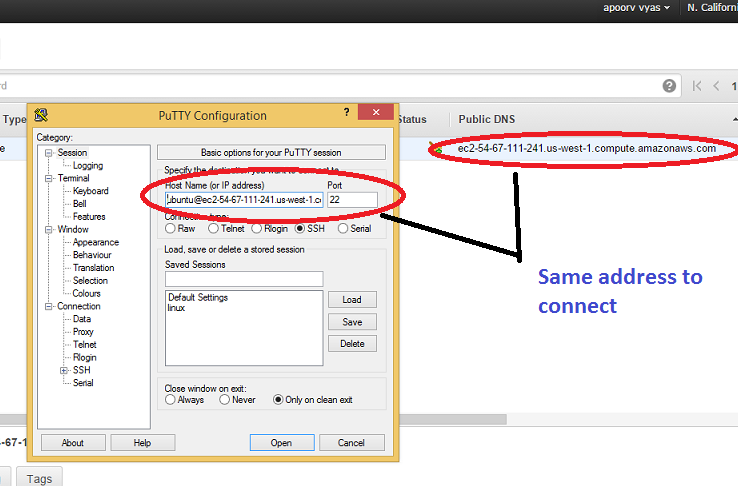 apoorv vyas
N. Californi
rd
1
Type
Status
Public DNS
e
ec2-54-67-111-241.us-west-1.compute.amazonaws.com
PuTTY Configuration
?
x
Category:
Session
Logging
Terminal
Keyboard
Bell
Features
Window
Appearance
Behaviour
Translation
Selection
Colours
Connection
Data
Proxy
Telnet
Rlogin
SSH
Serial
Basic options for your PuTTY session
Specify the destination you want to connect to
Host Name (or IP address)
Port
ubuntu@ec2-54-67-111-241.us-west-1.co
22
Connection type:
Raw
Telnet
Rlogin
SSH
Serial
Load, save or delete a stored session
Saved Sessions
Default Settings
linux
Load
Save
Delete
Close window on exit:
Always
Never
Only on clean exit
About
Help
Open
Cancel
Same address to
connect
-67-1
Tags